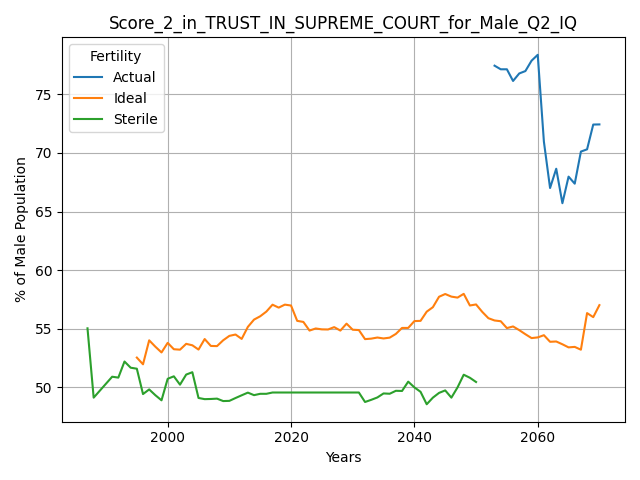 Score_2_in_TRUST_IN_SUPREME_COURT_for_Male_Q2_IQ
Fertility
Actual
Ideal
Sterile
% of Male Population
75
70
65
60
55
50
2000
2020
2040
2060
Years